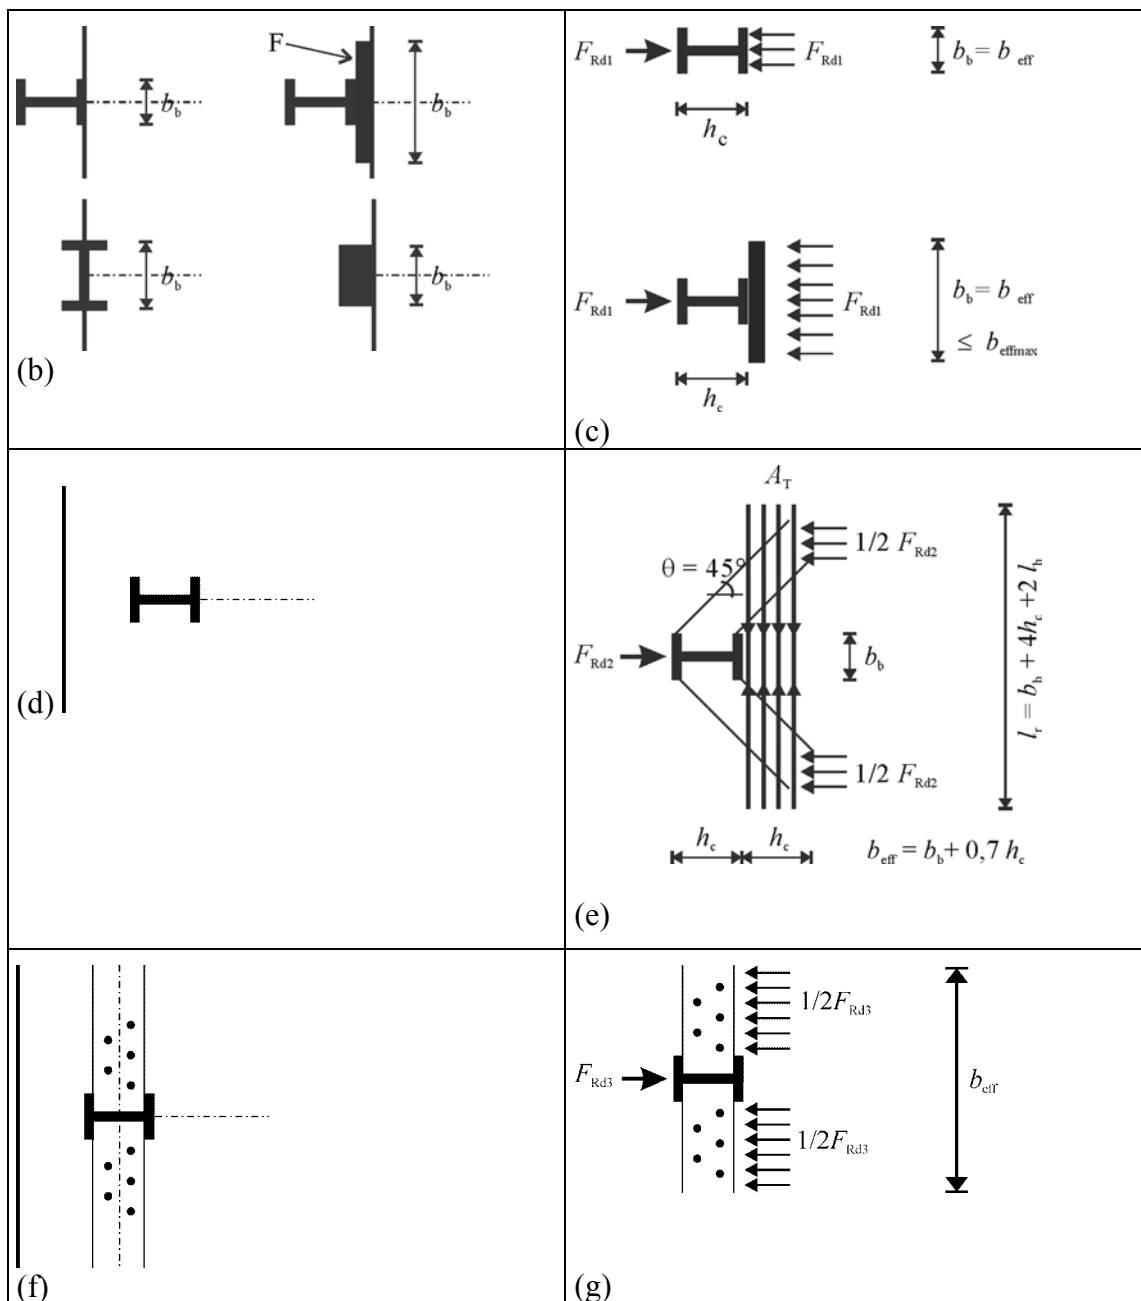 F
b_b
b_b
b_b
b_b
(b)
F_Rd1
F_Rd1
b_b = b_eff
h_c
F_Rd1
F_Rd1
b_b = b_eff
≤ b_effmax
h_c
(c)
(d)
A_T
1/2 F_Rd2
θ = 45°
F_Rd2
b_b
l_r = b_b + 4h_c + 2 l_b
1/2 F_Rd2
h_c
h_c
b_eff = b_b + 0,7 h_c
(e)
(f)
1/2F_Rd3
F_Rd3
b_eff
1/2F_Rd3
(g)